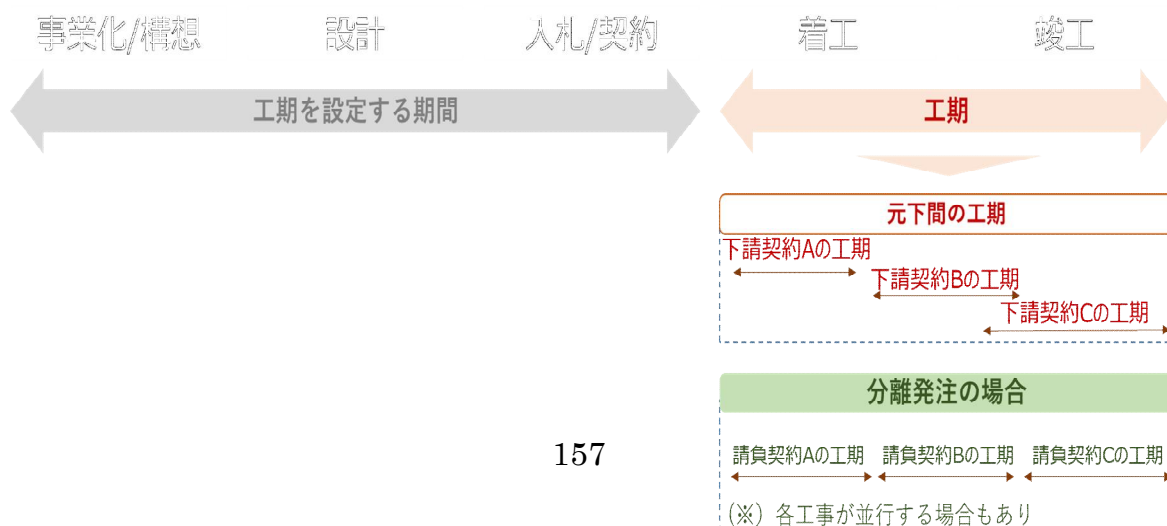 事業化/構想 設計 入札/契約 着工 竣工
工期を設定する期間 工期
元下間の工期
下請契約Aの工期
下請契約Bの工期
下請契約Cの工期
分離発注の場合
157
請負契約Aの工期 請負契約Bの工期 請負契約Cの工期
(※) 各工事が並行する場合もあり